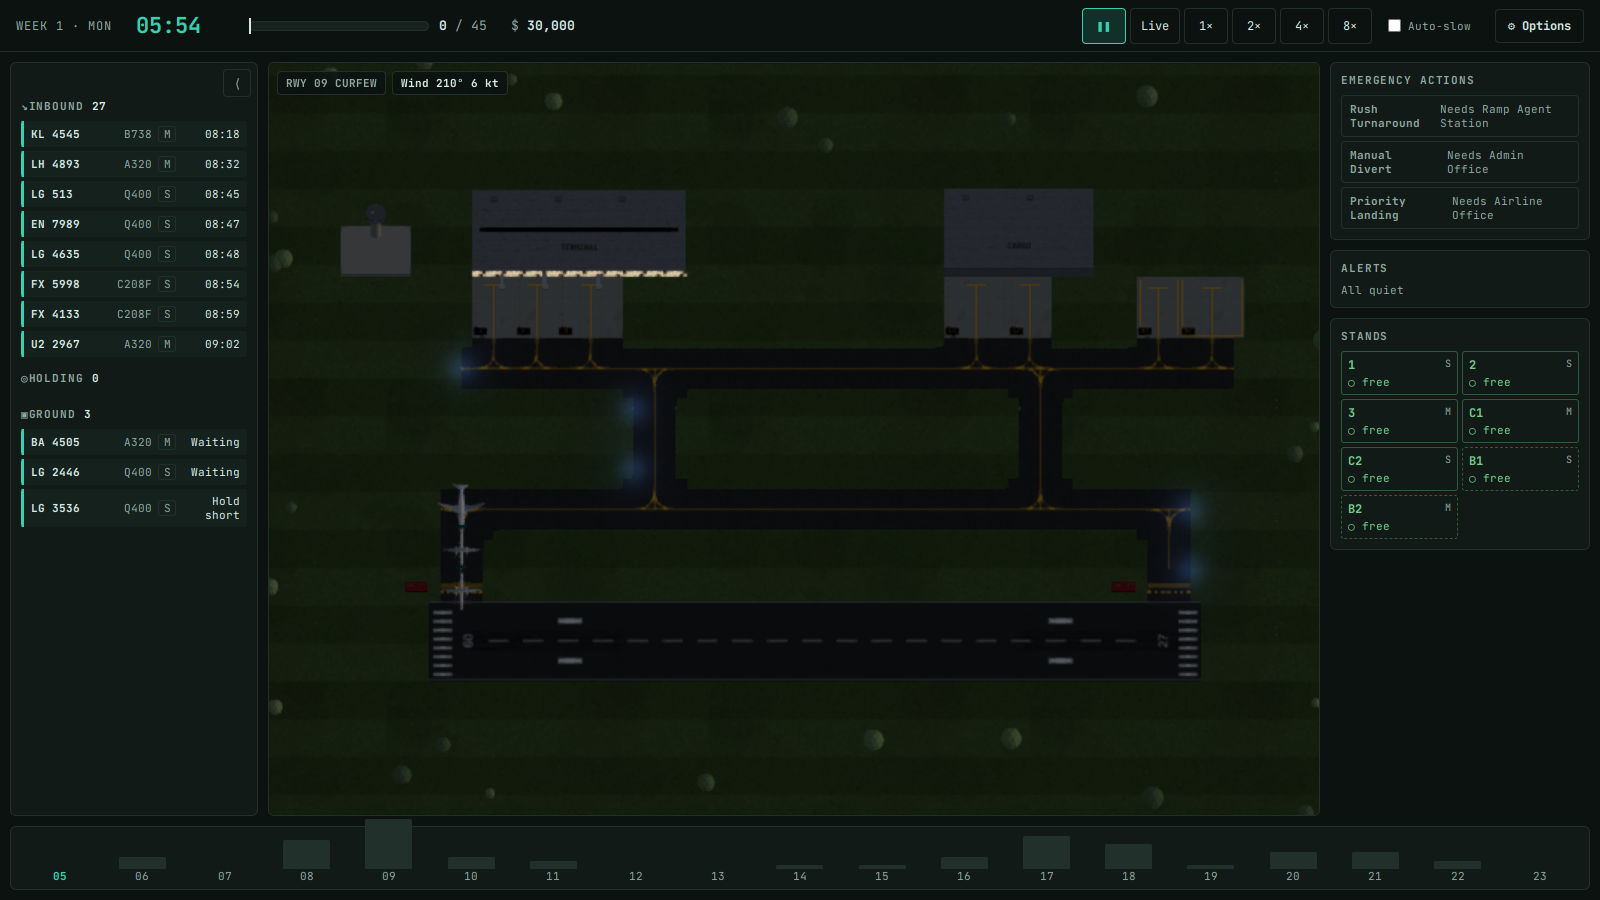 WEEK 1 · MON 05:54 0 / 45 $ 30,000 Live 1× 2× 4× 8× Auto-slow ⚙ Options
INBOUND 27
KL 4545 B738 M 08:18
LH 4893 A320 M 08:32
LG 513 Q400 S 08:45
EN 7989 Q400 S 08:47
LG 4635 Q400 S 08:48
FX 5998 C208F S 08:54
FX 4133 C208F S 08:59
U2 2967 A320 M 09:02
HOLDING 0
GROUND 3
BA 4505 A320 M Waiting
LG 2446 Q400 S Waiting
LG 3536 Q400 S Hold short
RWY 09 CURFEW Wind 210° 6 kt
TERMINAL
CARGO
09
27
EMERGENCY ACTIONS
Rush Turnaround Needs Ramp Agent Station
Manual Divert Needs Admin Office
Priority Landing Needs Airline Office
ALERTS
All quiet
STANDS
1 S
free
2 S
free
3 M
free
C1 M
free
C2 S
free
B1 S
free
B2 M
free
05 06 07 08 09 10 11 12 13 14 15 16 17 18 19 20 21 22 23